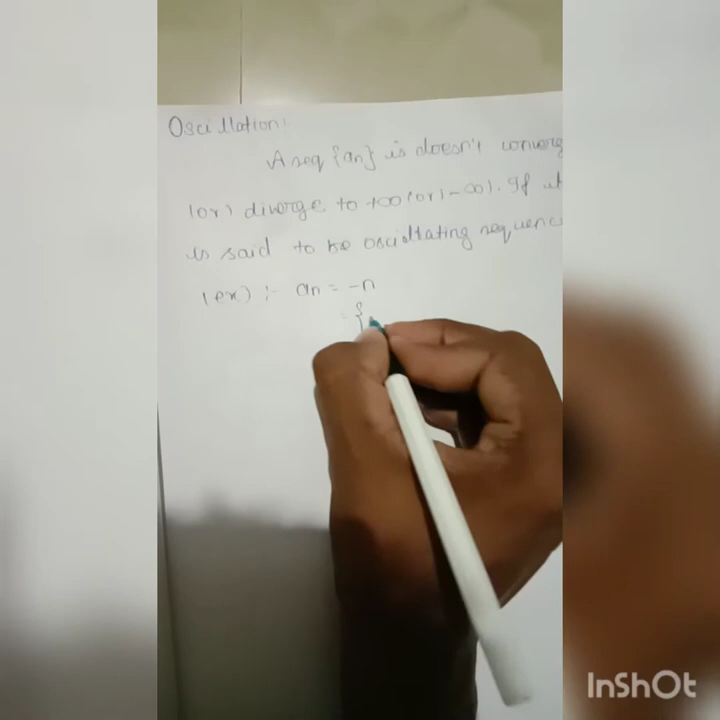 Oscillation:
A seq {an} is doesn't converg
(or) diverge to +∞ (or) -∞). If it
is said to be oscillating sequenc
(ex) :- an = -n
= {
InShOt